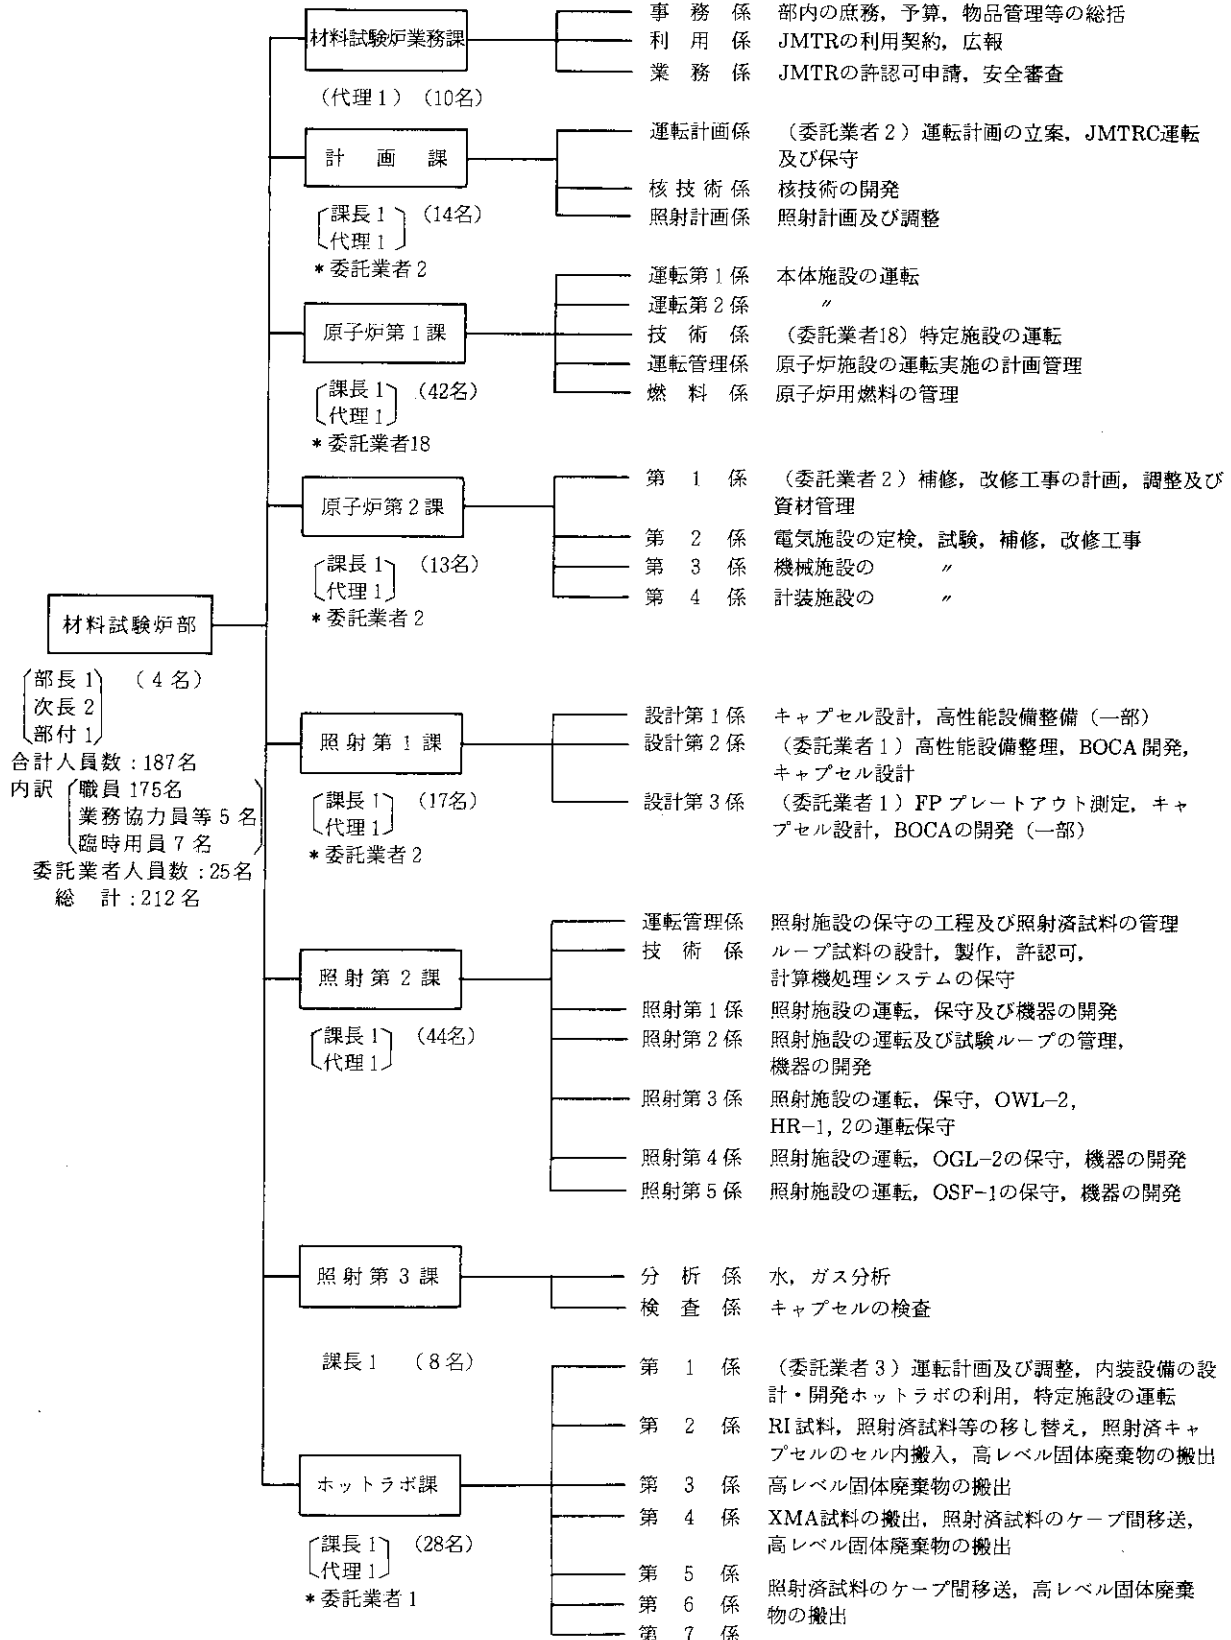 材料試験炉部
〔部長1 次長2 部付1〕 (4名)
合計人員数:187名
内訳〔職員 175名
業務協力員等5名
臨時用員7名〕
委託業者人員数:25名
総 計:212名
材料試験炉業務課
(代理1) (10名)
事 務 係 部内の庶務,予算,物品管理等の総括
利 用 係 JMTRの利用契約,広報
業 務 係 JMTRの許認可申請,安全審査
計 画 課
〔課長1 代理1〕 (14名)
*委託業者2
運転計画係 (委託業者2)運転計画の立案,JMTRC運転
及び保守
核技術係 核技術の開発
照射計画係 照射計画及び調整
原子炉第1課
〔課長1 代理1〕 (42名)
*委託業者18
運転第1係 本体施設の運転
運転第2係 〃
技 術 係 (委託業者18)特定施設の運転
運転管理係 原子炉施設の運転実施の計画管理
燃 料 係 原子炉用燃料の管理
原子炉第2課
〔課長1 代理1〕 (13名)
*委託業者2
第 1 係 (委託業者2)補修,改修工事の計画,調整及び
資材管理
第 2 係 電気施設の定検,試験,補修,改修工事
第 3 係 機械施設の 〃
第 4 係 計装施設の 〃
照射第1課
〔課長1 代理1〕 (17名)
*委託業者2
設計第1係 キャプセル設計,高性能設備整備(一部)
設計第2係 (委託業者1)高性能設備整理,BOCA開発,
キャプセル設計
設計第3係 (委託業者1)FPプレートアウト測定,キャ
プセル設計,BOCAの開発(一部)
照射第2課
〔課長1 代理1〕 (44名)
運転管理係 照射施設の保守の工程及び照射済試料の管理
技 術 係 ループ試料の設計,製作,許認可,
計算機処理システムの保守
照射第1係 照射施設の運転,保守及び機器の開発
照射第2係 照射施設の運転及び試験ループの管理,
機器の開発
照射第3係 照射施設の運転,保守,OWL-2,
HR-1,2の運転保守
照射第4係 照射施設の運転,OGL-2の保守,機器の開発
照射第5係 照射施設の運転,OSF-1の保守,機器の開発
照射第3課
課長1 (8名)
分 析 係 水,ガス分析
検 査 係 キャプセルの検査
ホットラボ課
〔課長1 代理1〕 (28名)
*委託業者1
第 1 係 (委託業者3)運転計画及び調整,内装設備の設
計・開発ホットラボの利用,特定施設の運転
第 2 係 RI試料,照射済試料等の移し替え,照射済キャ
プセルのセル内搬入,高レベル固体廃棄物の搬出
第 3 係 高レベル固体廃棄物の搬出
第 4 係 XMA試料の搬出,照射済試料のケーブ間移送,
高レベル固体廃棄物の搬出
第 5 係
第 6 係 照射済試料のケーブ間移送,高レベル固体廃棄
物の搬出
第 7 係